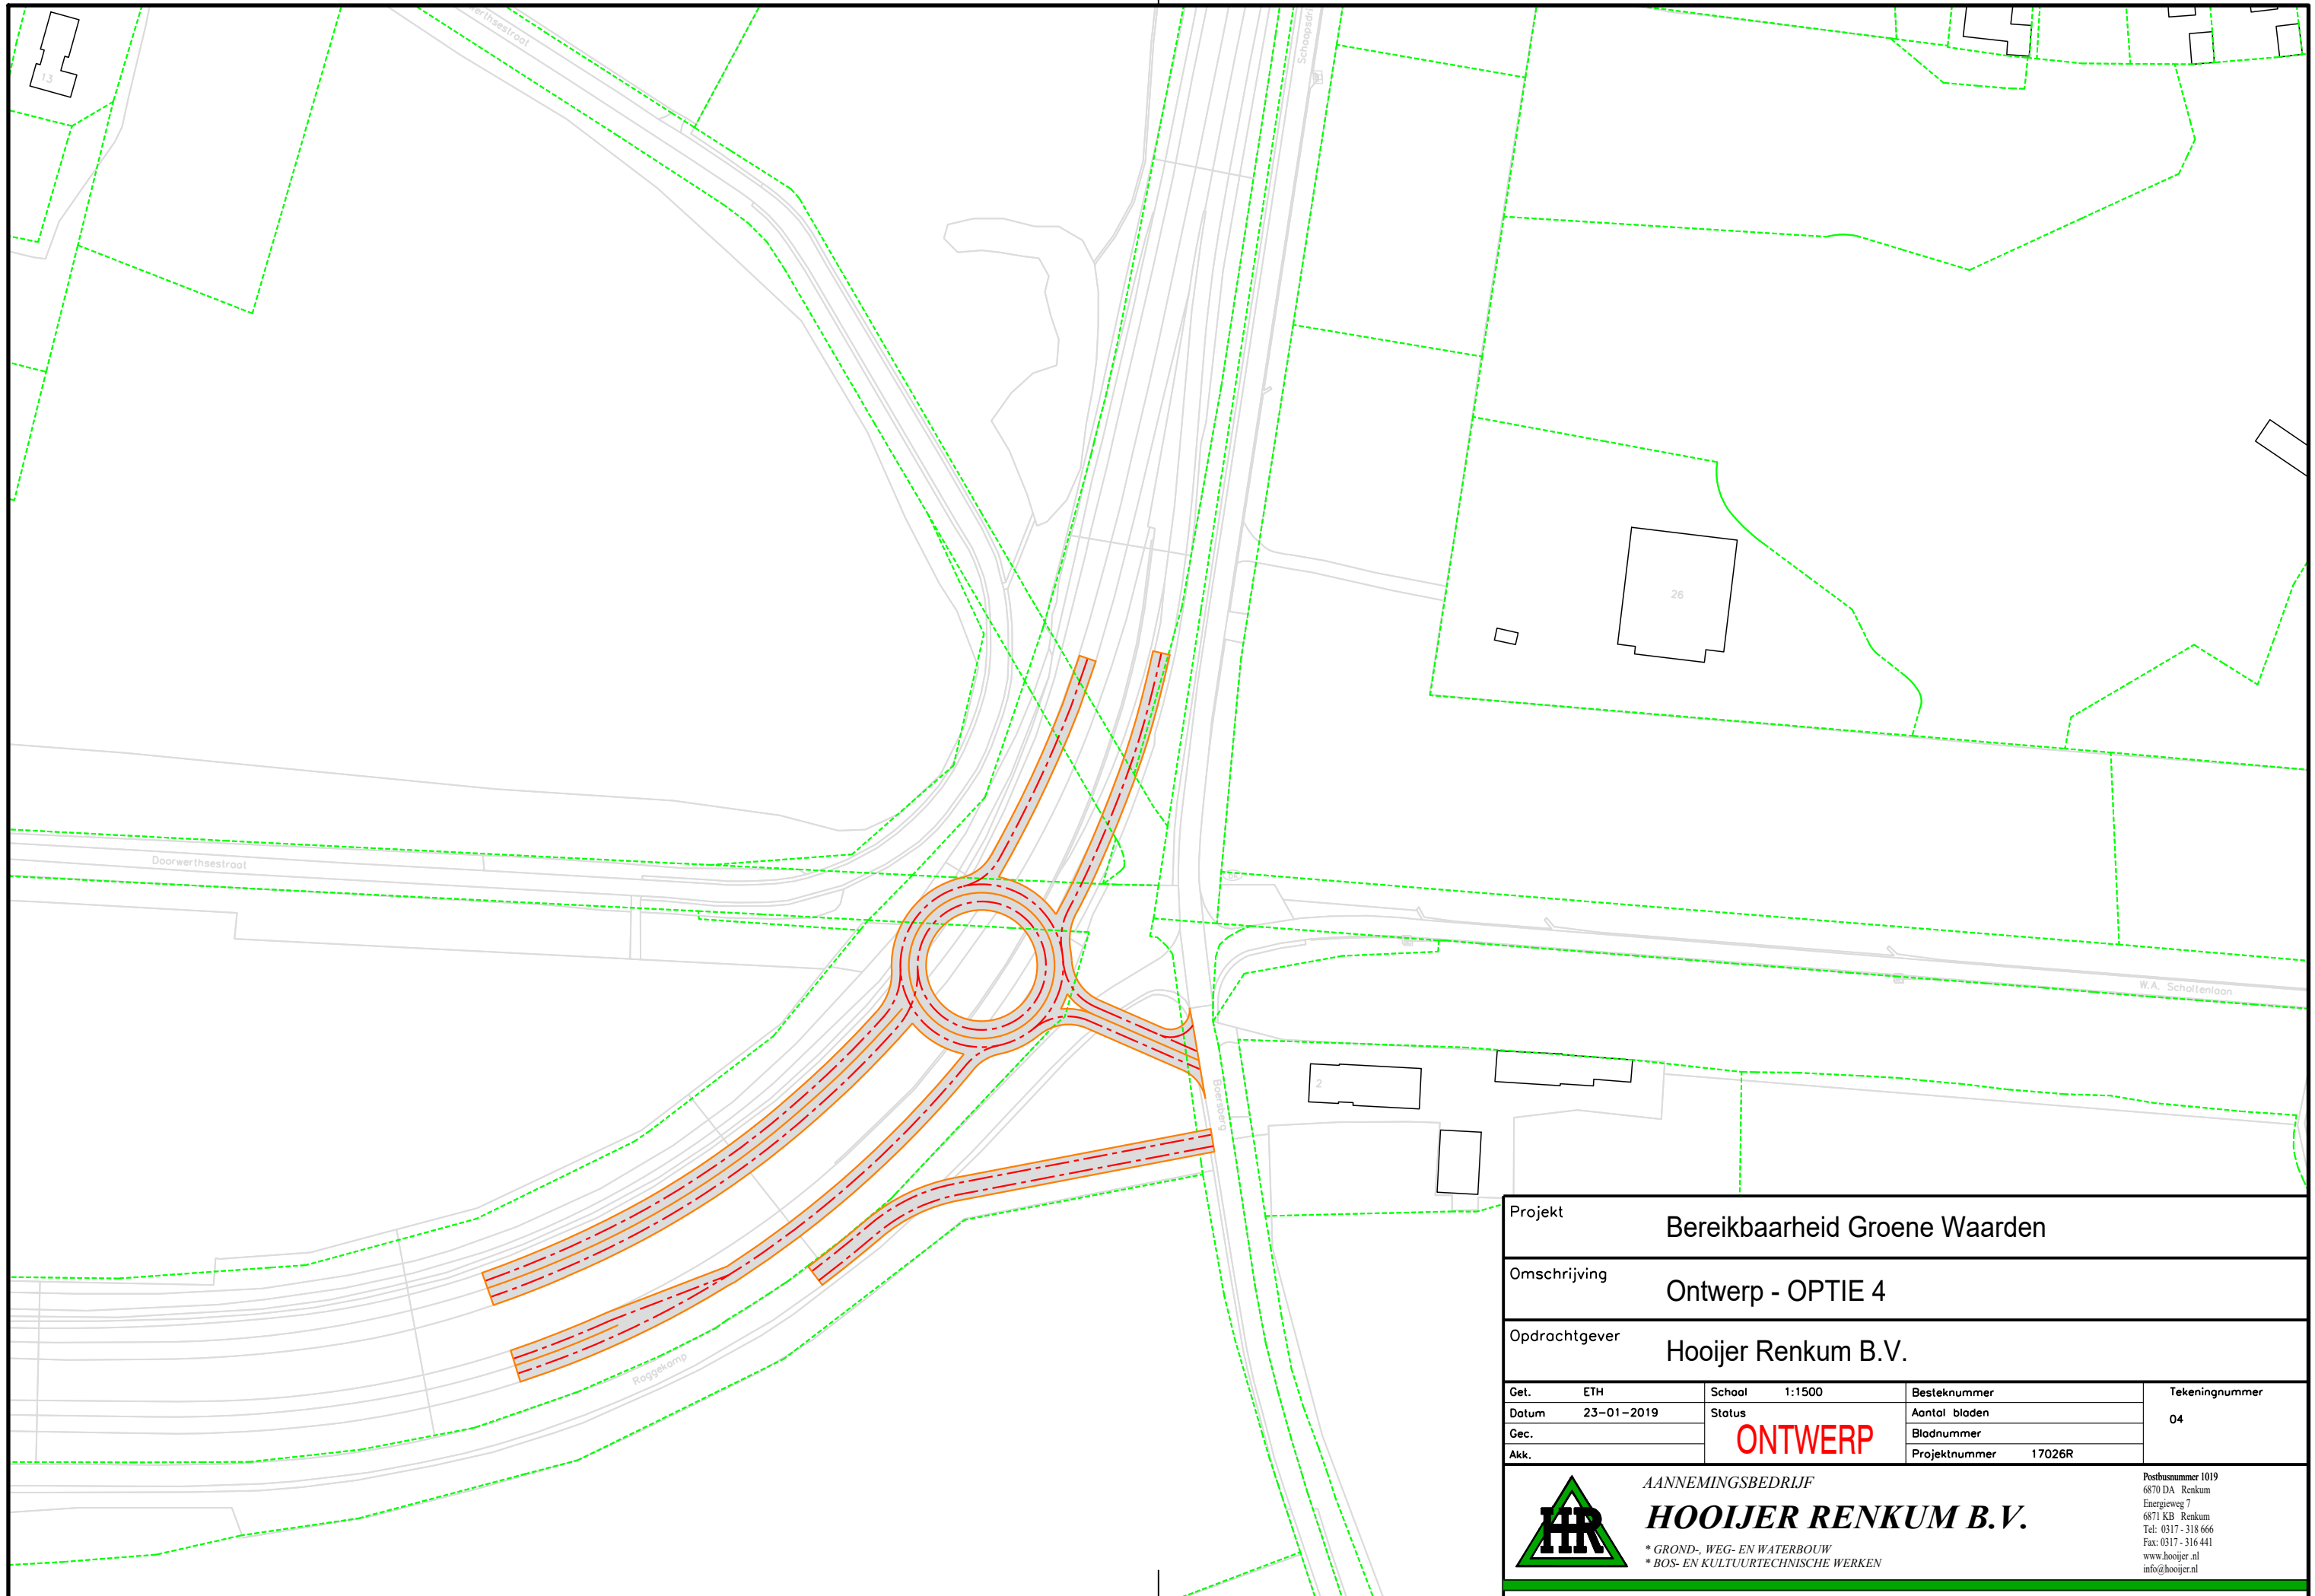 Schaapsdri
13
26
Doorwerthsestraat
W.A. Scholtenlaan
2
Boersberg
Roggekamp
Projekt Bereikbaarheid Groene Waarden
Omschrijving Ontwerp - OPTIE 4
Opdrachtgever Hooijer Renkum B.V.
Get. ETH Schaal 1:1500 Besteknummer Tekeningnummer
Datum 23-01-2019 Status Aantal bladen 04
Gec. ONTWERP Bladnummer
Akk. Projektnummer 17026R
HR
AANNEMINGSBEDRIJF
HOOIJER RENKUM B.V.
* GROND-, WEG- EN WATERBOUW
* BOS- EN KULTUURTECHNISCHE WERKEN
Postbusnummer 1019
6870 DA Renkum
Energieweg 7
6871 KB Renkum
Tel: 0317 - 318 666
Fax: 0317 - 316 441
www.hooijer .nl
info@hooijer.nl